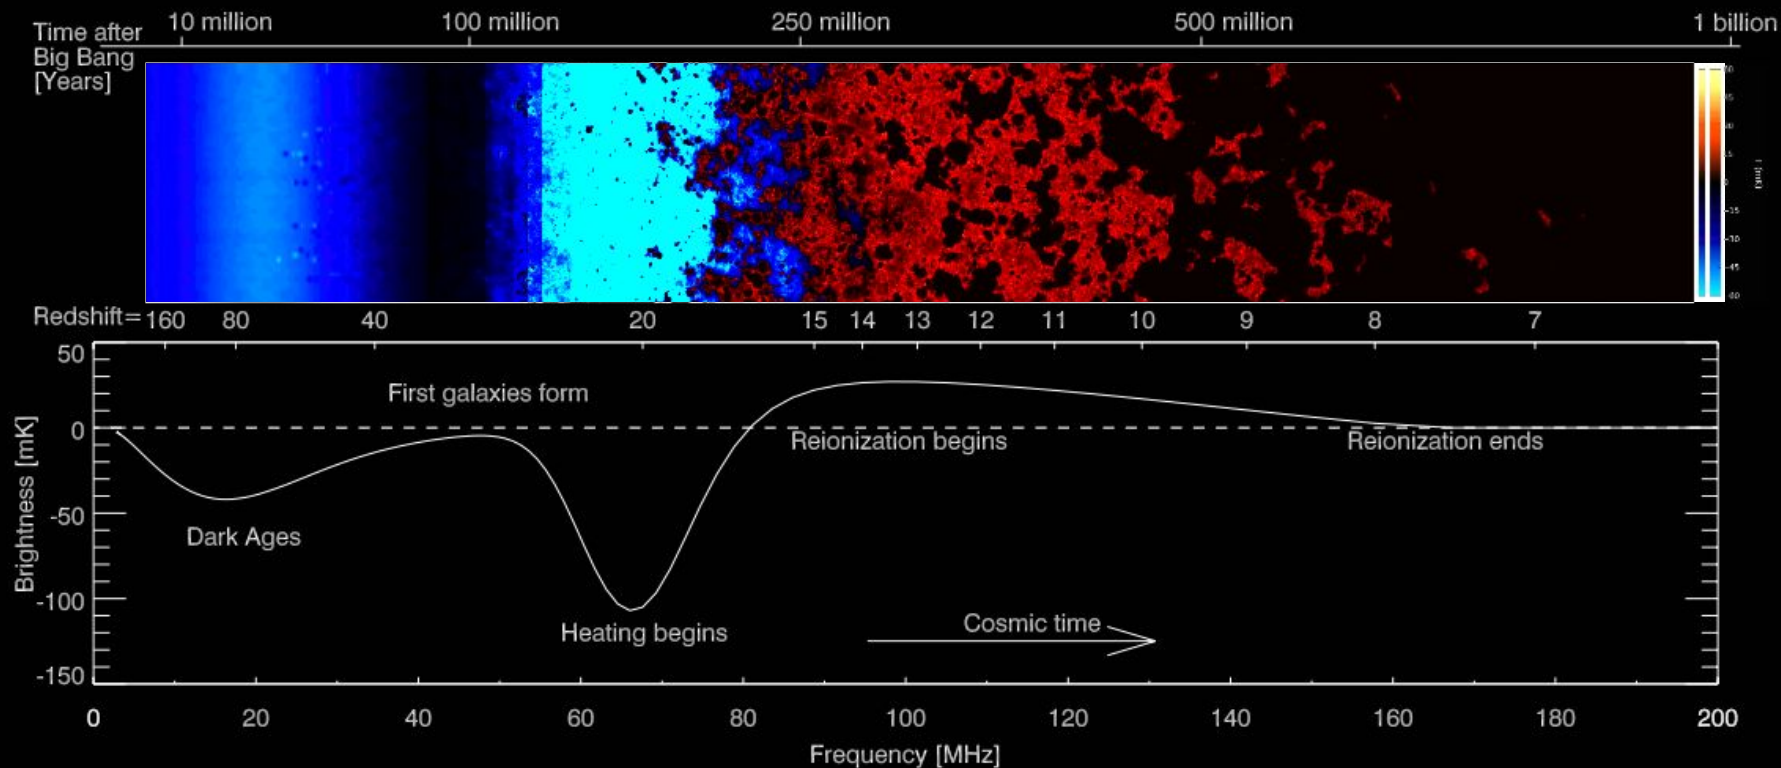 Time after
Big Bang
[Years]
10 million 100 million 250 million 500 million 1 billion
Redshift= 160 80 40 20 15 14 13 12 11 10 9 8 7
50
0
-50
-100
-150
Brightness [mK]
First galaxies form
Reionization begins
Reionization ends
Dark Ages
Heating begins
Cosmic time
0 20 40 60 80 100 120 140 160 180 200
Frequency [MHz]